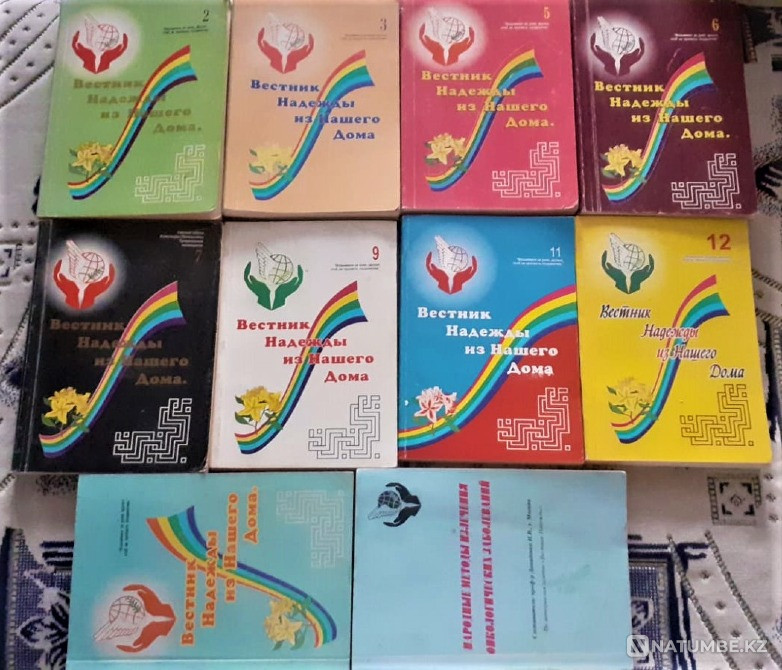 2
Вестник
Надежды
из Нашего
Дома.
3
Вестник
Надежды
из Нашего
Дома
5
Вестник
Надежды
из Нашего
Дома.
6
Вестник
Надежды
из Нашего
Дома.
7
Вестник
Надежды
из Нашего
Дома.
9
Вестник
Надежды
из Нашего
Дома
11
Вестник
Надежды
из Нашего
Дома
12
Вестник
Надежды
из Нашего
Дома
Вестник
Надежды
из Нашего
Дома.
НАРОДНЫЕ МЕТОДЫ ИЗЛЕЧЕНИЯ
ОНКОЛОГИЧЕСКИХ ЗАБОЛЕВАНИЙ
NATUMBE.KZ